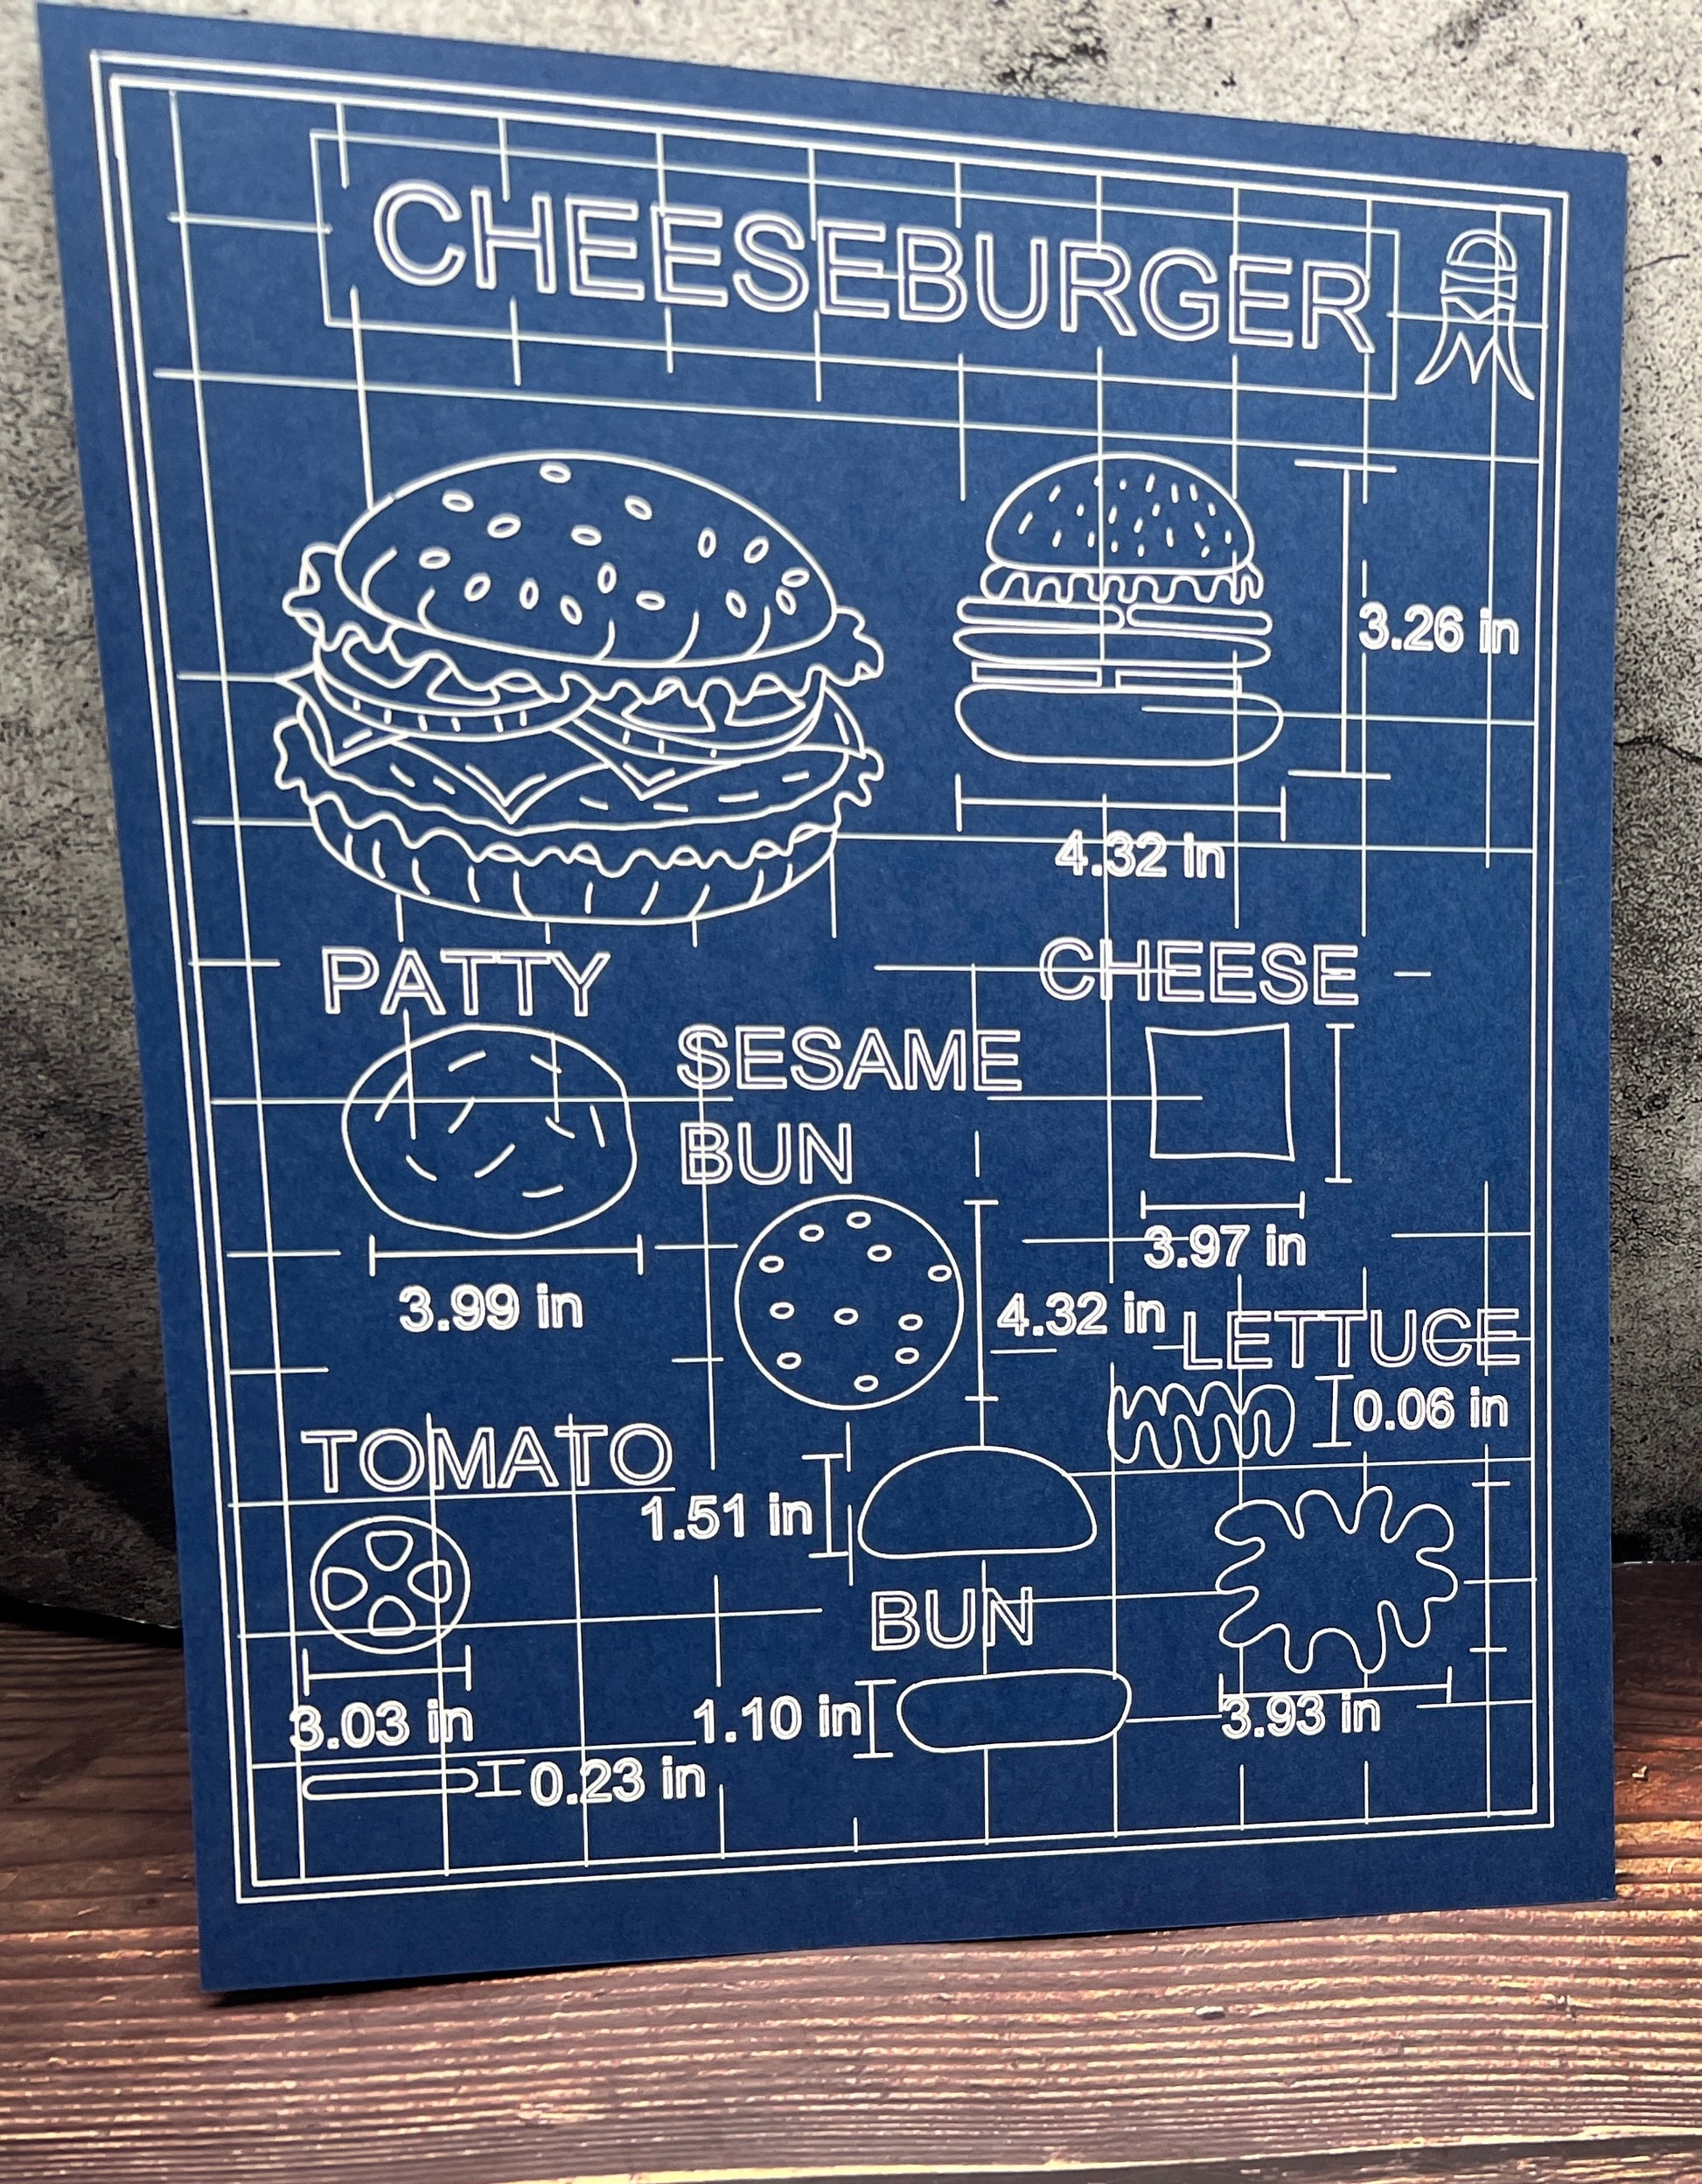 CHEESEBURGER
3.26 in
4.32 in
PATTY
CHEESE
SESAME
BUN
3.97 in
3.99 in
4.32 in
LETTUCE
0.06 in
TOMATO
1.51 in
BUN
3.03 in
1.10 in
3.93 in
0.23 in